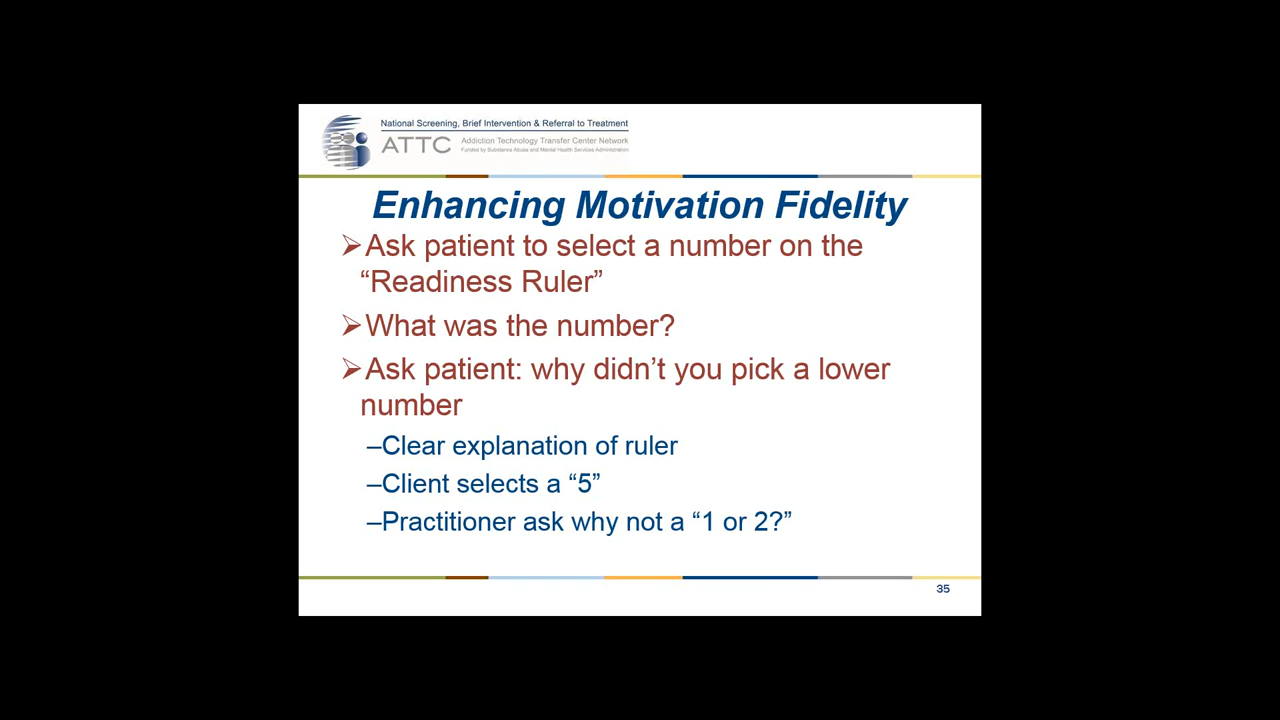 National Screening, Brief Intervention & Referral to Treatment
ATTC
Addiction Technology Transfer Center Network
Funded by Substance Abuse and Mental Health Services Administration
Enhancing Motivation Fidelity
➢Ask patient to select a number on the
“Readiness Ruler”
➢What was the number?
➢Ask patient: why didn’t you pick a lower
number
–Clear explanation of ruler
–Client selects a “5”
–Practitioner ask why not a “1 or 2?”
35